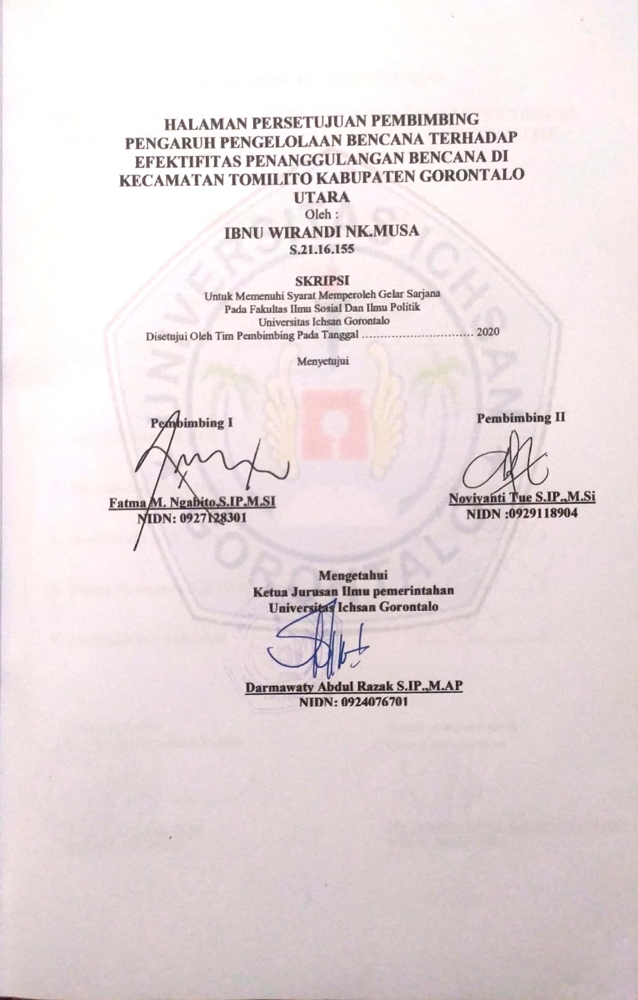 HALAMAN PERSETUJUAN PEMBIMBING
PENGARUH PENGELOLAAN BENCANA TERHADAP
EFEKTIFITAS PENANGGULANGAN BENCANA DI
KECAMATAN TOMILITO KABUPATEN GORONTALO
UTARA
Oleh :
IBNU WIRANDI NK.MUSA
S.21.16.155
SKRIPSI
Untuk Memenuhi Syarat Memperoleh Gelar Sarjana
Pada Fakultas Ilmu Sosial Dan Ilmu Politik
Universitas Ichsan Gorontalo
Disetujui Oleh Tim Pembimbing Pada Tanggal .............................. 2020
Menyetujui
Pembimbing I
Pembimbing II
Fatma M. Ngabito,S.IP,M.SI
NIDN: 0927128301
Noviyanti Tue S.IP.,M.Si
NIDN :0929118904
Mengetahui
Ketua Jurusan Ilmu pemerintahan
Universitas Ichsan Gorontalo
Darmawaty Abdul Razak S.IP.,M.AP
NIDN: 0924076701
UNIVERSITAS ICHSAN
GORONTALO